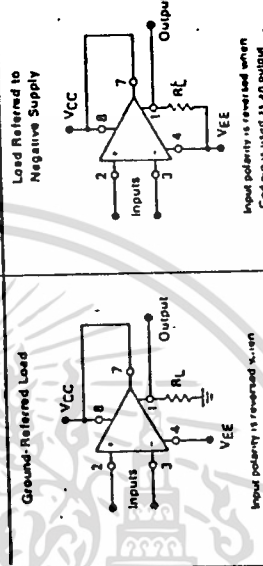 Ground-Referred Load
VCC
8
7
2
Inputs
3
1
4
RL
VEE
Output
Input polarity is reversed when
Load Referred to
Negative Supply
VCC
8
7
2
Inputs
3
1
4
RL
VEE
Output
Input polarity is reversed when